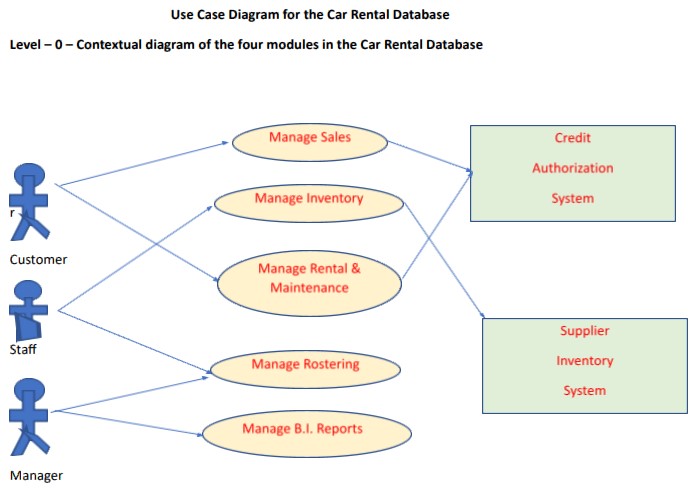 Use Case Diagram for the Car Rental Database
Level – 0 – Contextual diagram of the four modules in the Car Rental Database
Manage Sales
Credit
Authorization
System
Manage Inventory
r
Customer
Manage Rental &
Maintenance
Staff
Supplier
Inventory
System
Manage Rostering
Manage B.I. Reports
Manager